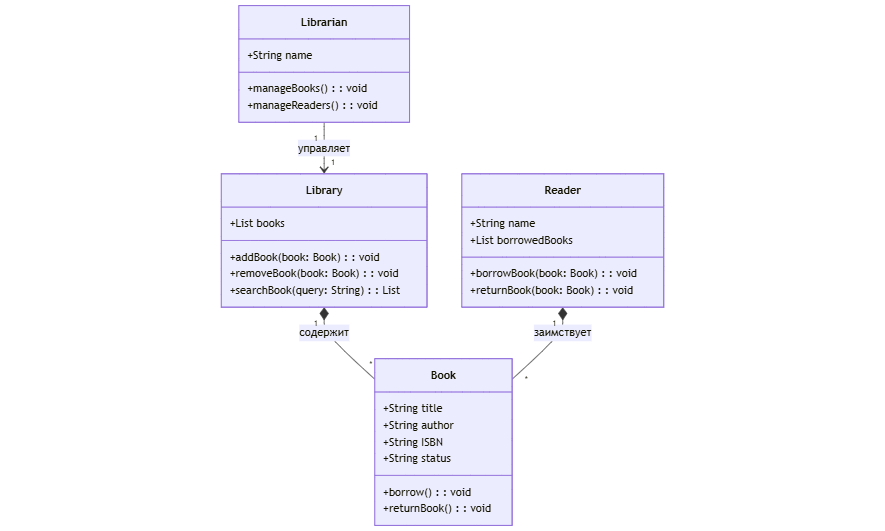 Librarian
+String name
+manageBooks() : : void
+manageReaders() : : void
1
управляет
1
Library
+List books
+addBook(book: Book) : : void
+removeBook(book: Book) : : void
+searchBook(query: String) : : List
Reader
+String name
+List borrowedBooks
+borrowBook(book: Book) : : void
+returnBook(book: Book) : : void
1
содержит
*
1
заимствует
*
Book
+String title
+String author
+String ISBN
+String status
+borrow() : : void
+returnBook() : : void